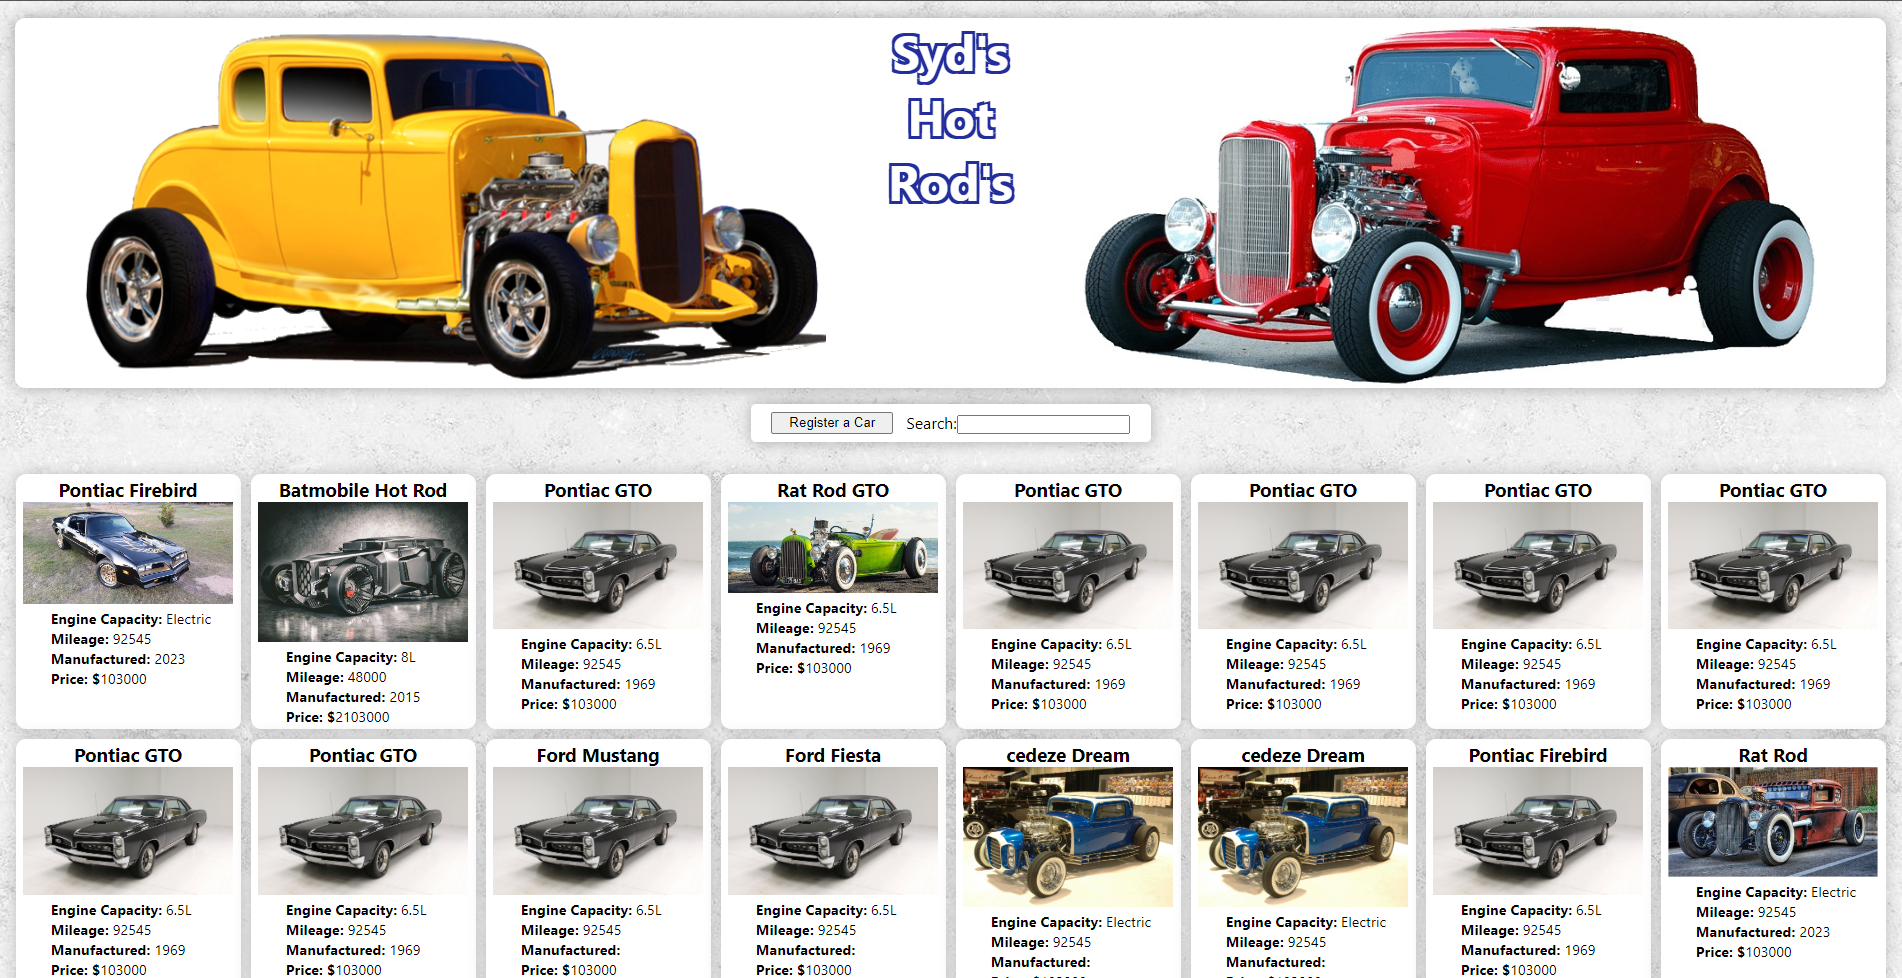 Syd's
Hot
Rod's
Register a Car
Search:
Pontiac Firebird
Engine Capacity: Electric
Mileage: 92545
Manufactured: 2023
Price: $103000
Batmobile Hot Rod
Engine Capacity: 8L
Mileage: 48000
Manufactured: 2015
Price: $2103000
Pontiac GTO
Engine Capacity: 6.5L
Mileage: 92545
Manufactured: 1969
Price: $103000
Rat Rod GTO
Engine Capacity: 6.5L
Mileage: 92545
Manufactured: 1969
Price: $103000
Pontiac GTO
Engine Capacity: 6.5L
Mileage: 92545
Manufactured: 1969
Price: $103000
Pontiac GTO
Engine Capacity: 6.5L
Mileage: 92545
Manufactured: 1969
Price: $103000
Pontiac GTO
Engine Capacity: 6.5L
Mileage: 92545
Manufactured: 1969
Price: $103000
Pontiac GTO
Engine Capacity: 6.5L
Mileage: 92545
Manufactured: 1969
Price: $103000
Pontiac GTO
Engine Capacity: 6.5L
Mileage: 92545
Manufactured: 1969
Price: $103000
Pontiac GTO
Engine Capacity: 6.5L
Mileage: 92545
Manufactured: 1969
Price: $103000
Ford Mustang
Engine Capacity: 6.5L
Mileage: 92545
Manufactured:
Price: $103000
Ford Fiesta
Engine Capacity: 6.5L
Mileage: 92545
Manufactured:
Price: $103000
cedeze Dream
Engine Capacity: Electric
Mileage: 92545
Manufactured:
cedeze Dream
Engine Capacity: Electric
Mileage: 92545
Manufactured:
Pontiac Firebird
Engine Capacity: 6.5L
Mileage: 92545
Manufactured: 1969
Price: $103000
Rat Rod
Engine Capacity: Electric
Mileage: 92545
Manufactured: 2023
Price: $103000